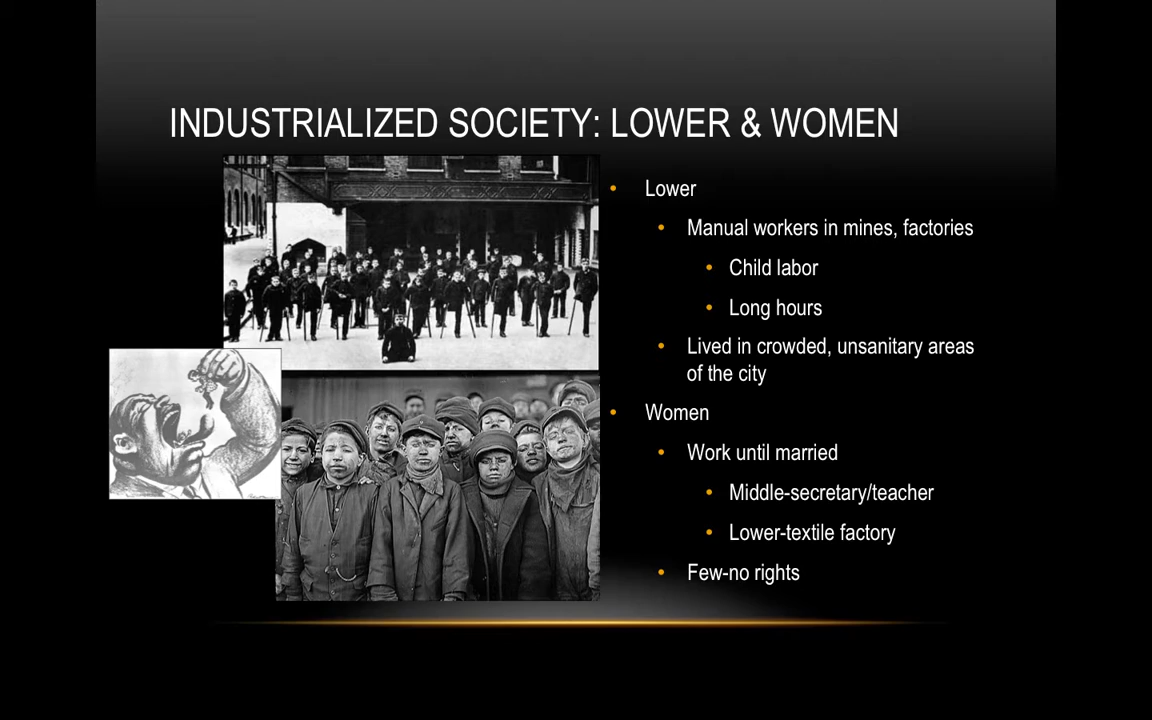 INDUSTRIALIZED SOCIETY: LOWER & WOMEN
• Lower
• Manual workers in mines, factories
• Child labor
• Long hours
• Lived in crowded, unsanitary areas
of the city
• Women
• Work until married
• Middle-secretary/teacher
• Lower-textile factory
• Few-no rights